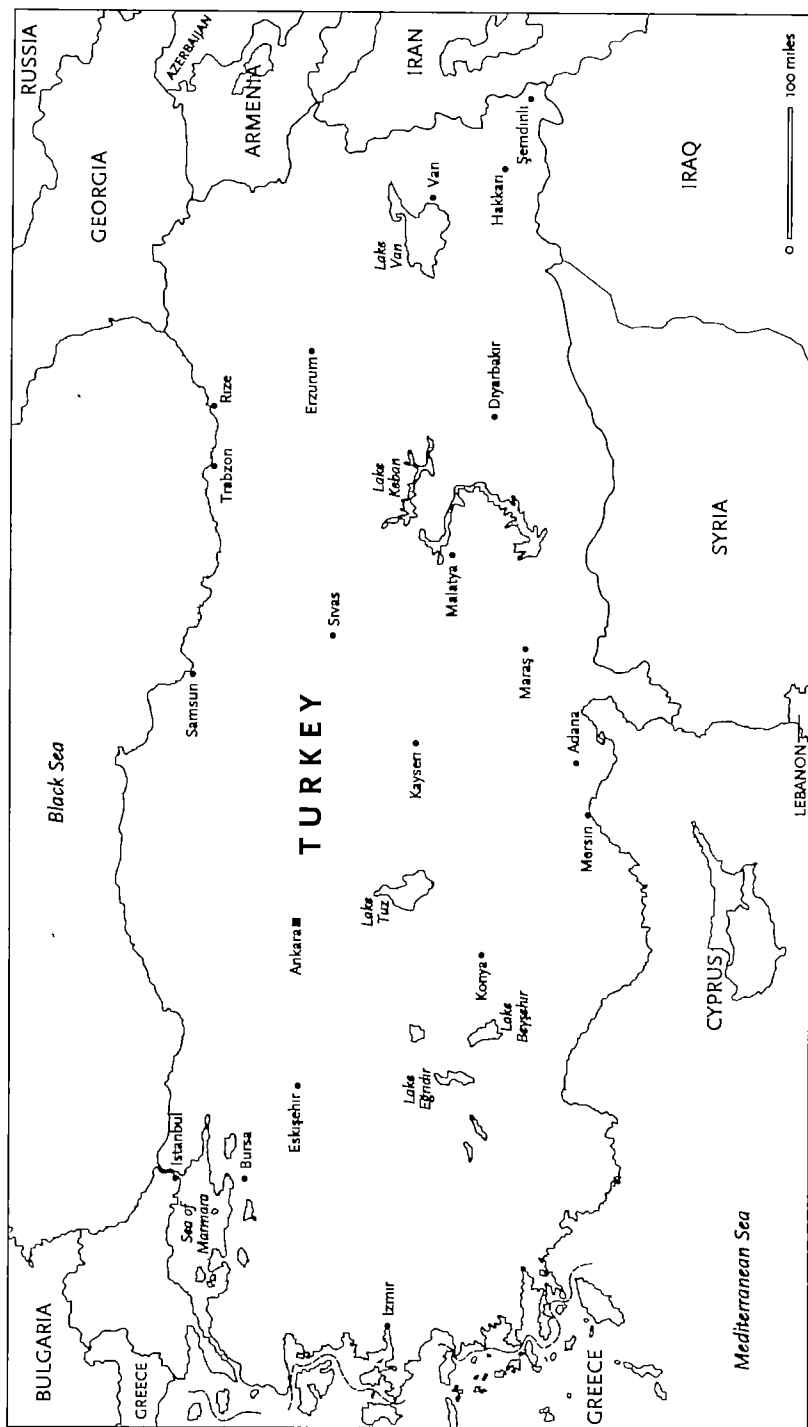 BULGARIA
Black Sea
RUSSIA
GEORGIA
AZERBAIJAN
ARMENIA
GREECE
Istanbul
Sea of
Marmara
Bursa
Samsun
Trabzon
Rize
Eskişehir
Ankara
TURKEY
Sivas
Erzurum
IRAN
Izmir
Lake
Tuz
Kayseri
Lake
Keban
Lake
Van
Van
Lake
Eğridir
Konya
Lake
Beyşehir
Malatya
Diyarbakır
Hakkarı
Şemdinlı
Maraş
Adana
Mersin
GREECE
Mediterranean Sea
CYPRUS
LEBANON
SYRIA
IRAQ
0 100 miles